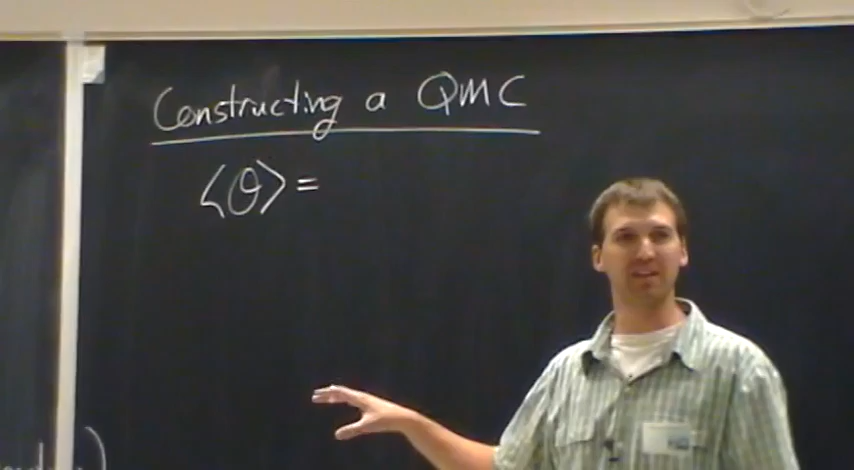 Constructing a QMC
⟨O⟩ =
)